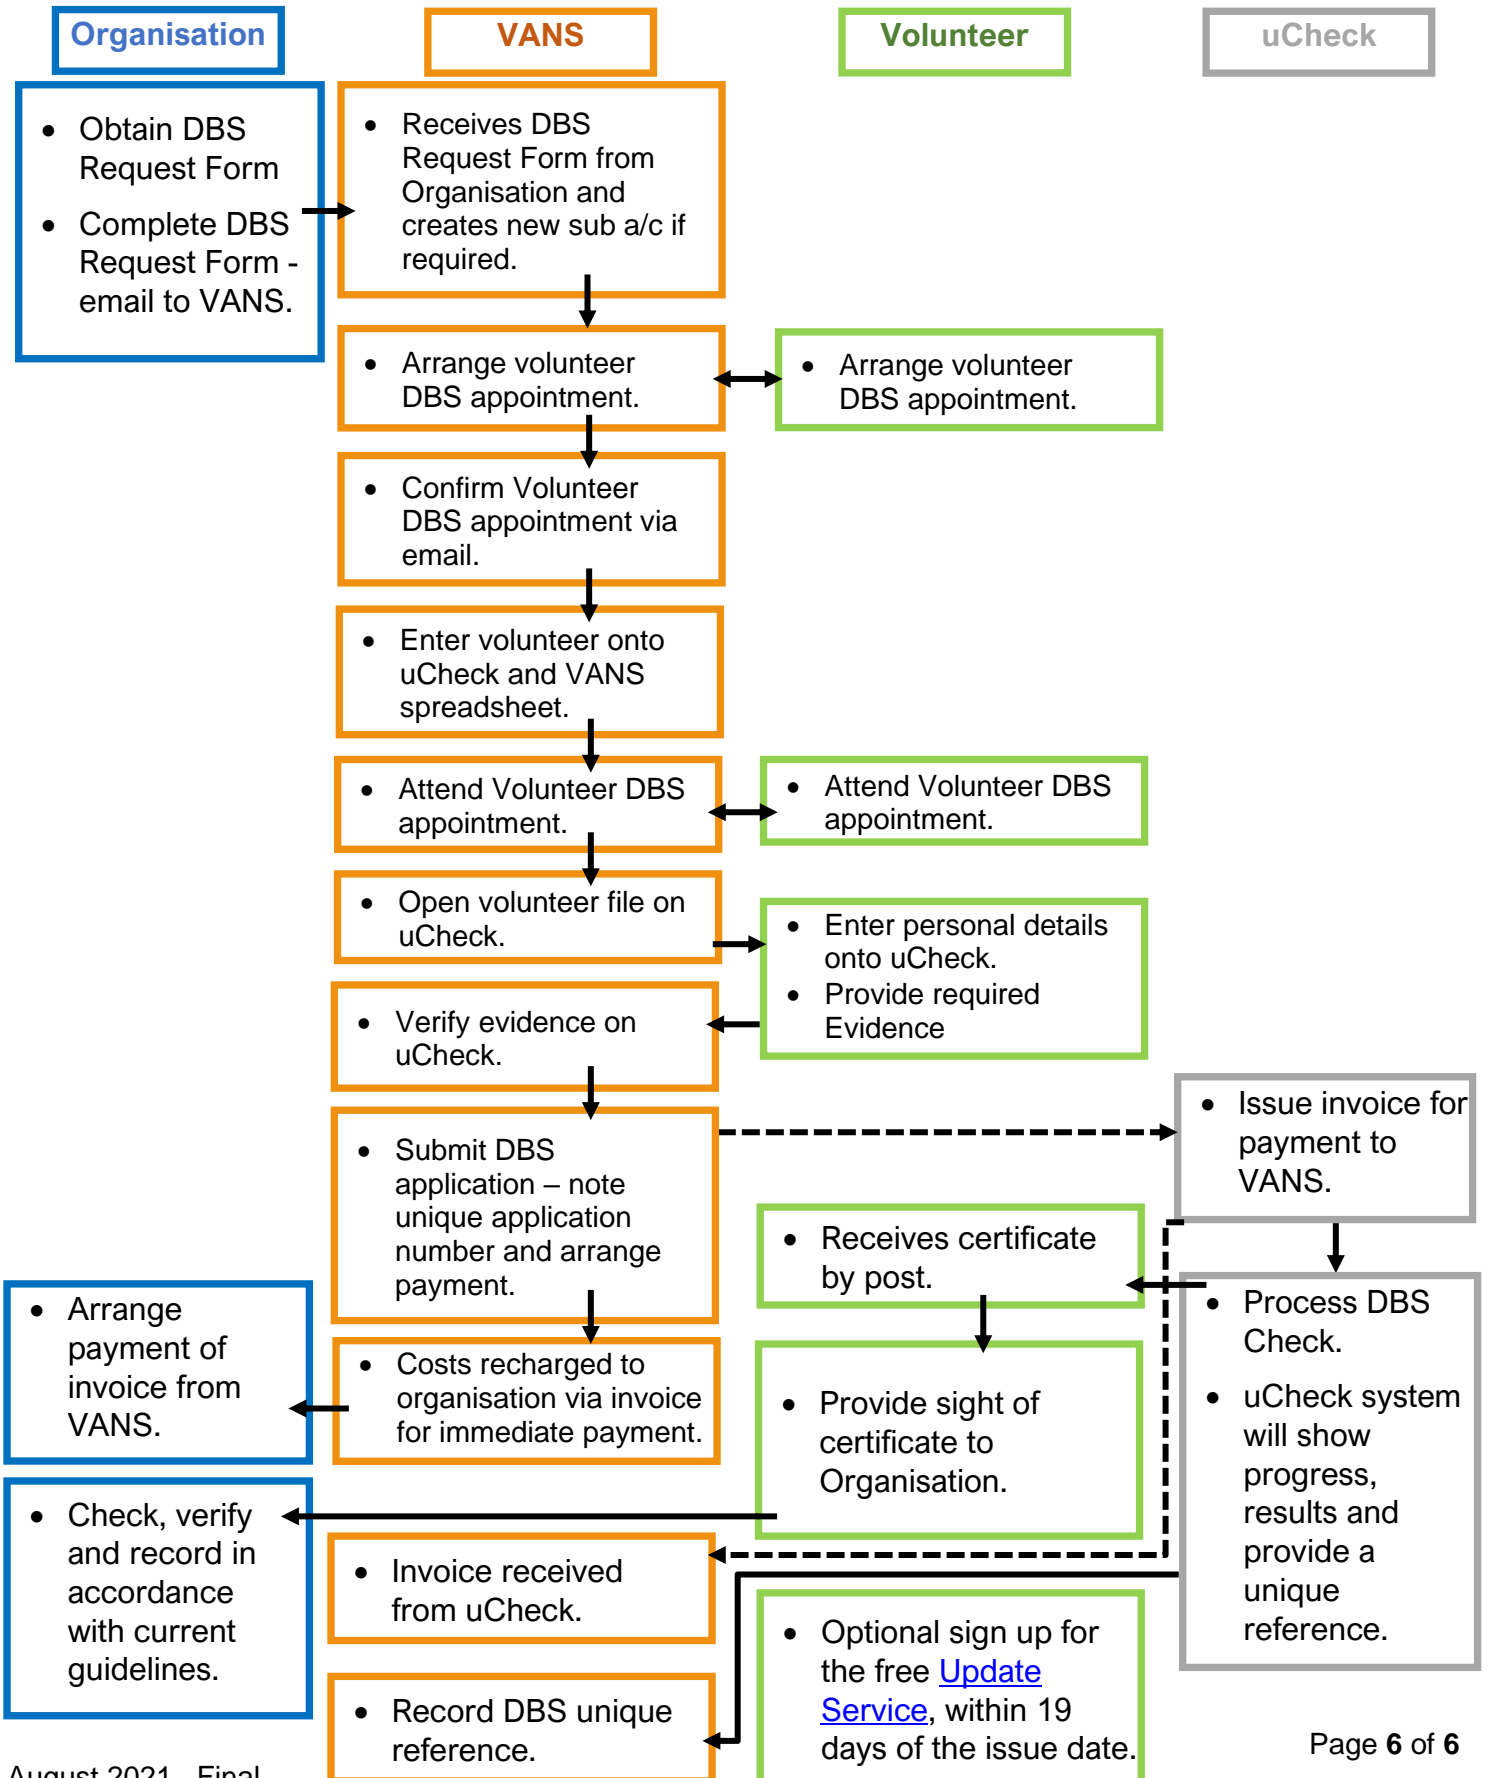 Organisation
VANS
Volunteer
uCheck
• Obtain DBS
Request Form
• Complete DBS
Request Form -
email to VANS.
• Receives DBS
Request Form from
Organisation and
creates new sub a/c if
required.
• Arrange volunteer
DBS appointment.
• Arrange volunteer
DBS appointment.
• Confirm Volunteer
DBS appointment via
email.
• Enter volunteer onto
uCheck and VANS
spreadsheet.
• Attend Volunteer DBS
appointment.
• Attend Volunteer DBS
appointment.
• Open volunteer file on
uCheck.
• Enter personal details
onto uCheck.
• Provide required
Evidence
• Verify evidence on
uCheck.
• Submit DBS
application – note
unique application
number and arrange
payment.
• Issue invoice for
payment to
VANS.
• Receives certificate
by post.
• Process DBS
Check.
• uCheck system
will show
progress,
results and
provide a
unique
reference.
• Arrange
payment of
invoice from
VANS.
• Costs recharged to
organisation via invoice
for immediate payment.
• Provide sight of
certificate to
Organisation.
• Check, verify
and record in
accordance
with current
guidelines.
• Invoice received
from uCheck.
• Optional sign up for
the free Update
Service, within 19
days of the issue date.
• Record DBS unique
reference.
Page 6 of 6
August 2021 Final